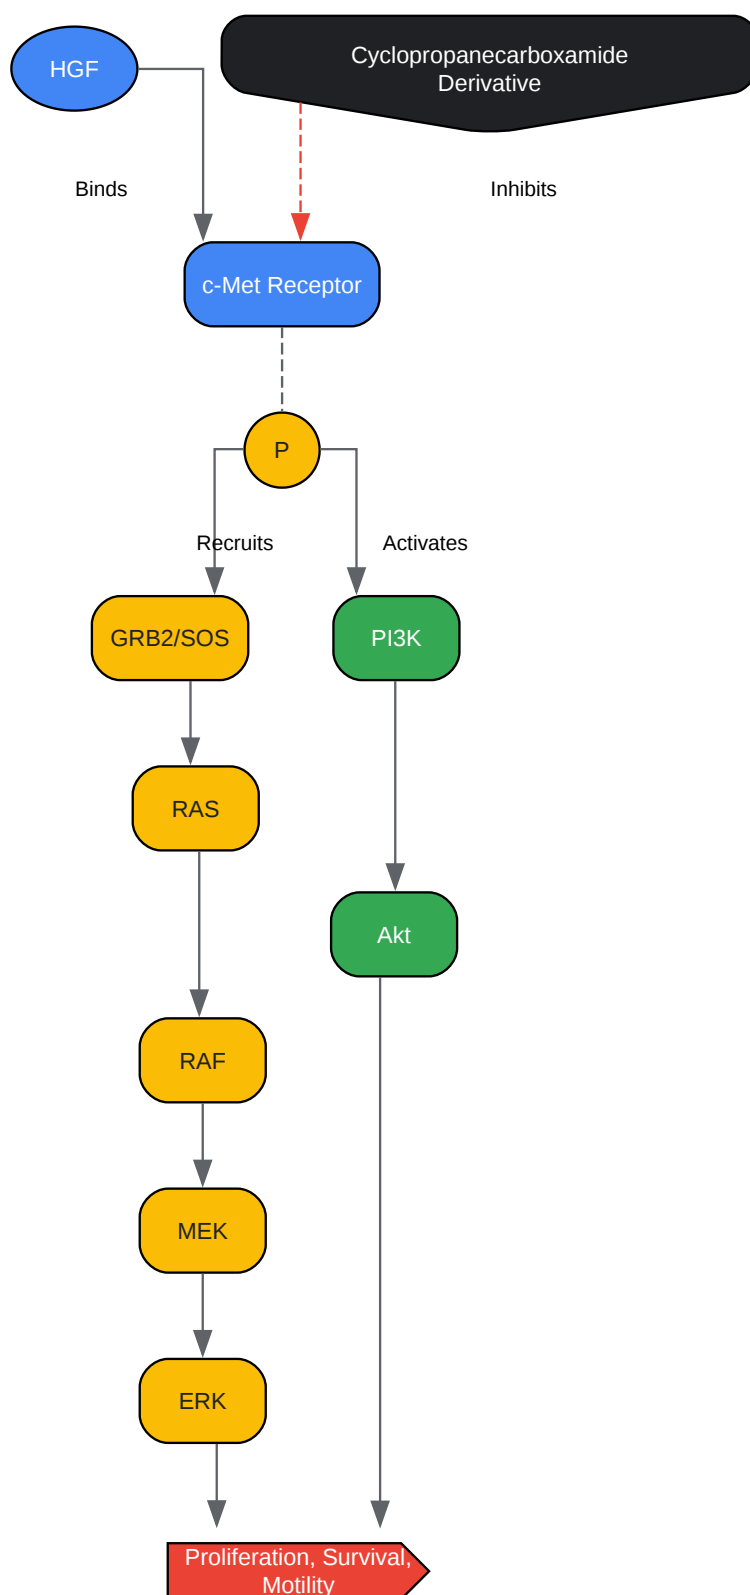 HGF
Cyclopropanecarboxamide
Derivative
Binds
Inhibits
c-Met Receptor
P
Recruits
Activates
GRB2/SOS
PI3K
RAS
Akt
RAF
MEK
ERK
Proliferation, Survival,
Motility